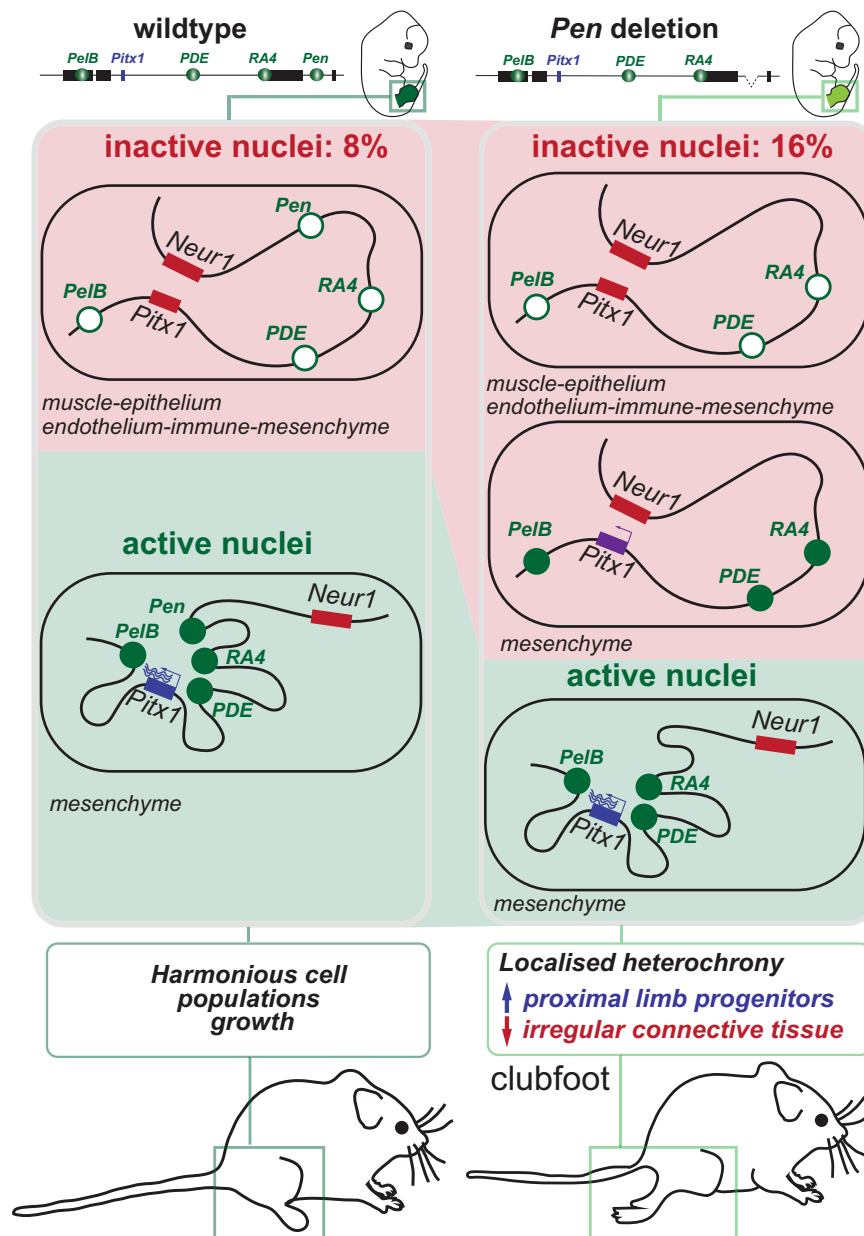 wildtype
PelB Pitx1 PDE RA4 Pen
inactive nuclei: 8%
Pen
Neur1
RA4
PelB
Pitx1
PDE
muscle-epithelium
endothelium-immune-mesenchyme
active nuclei
Neur1
Pen
PelB
RA4
Pitx1
PDE
mesenchyme
Harmonious cell
populations
growth
Pen deletion
PelB Pitx1 PDE RA4
inactive nuclei: 16%
Neur1
RA4
PelB
Pitx1
PDE
muscle-epithelium
endothelium-immune-mesenchyme
Neur1
PelB
RA4
Pitx1
PDE
mesenchyme
active nuclei
Neur1
PelB
RA4
Pitx1
PDE
mesenchyme
Localised heterochrony
proximal limb progenitors
irregular connective tissue
clubfoot